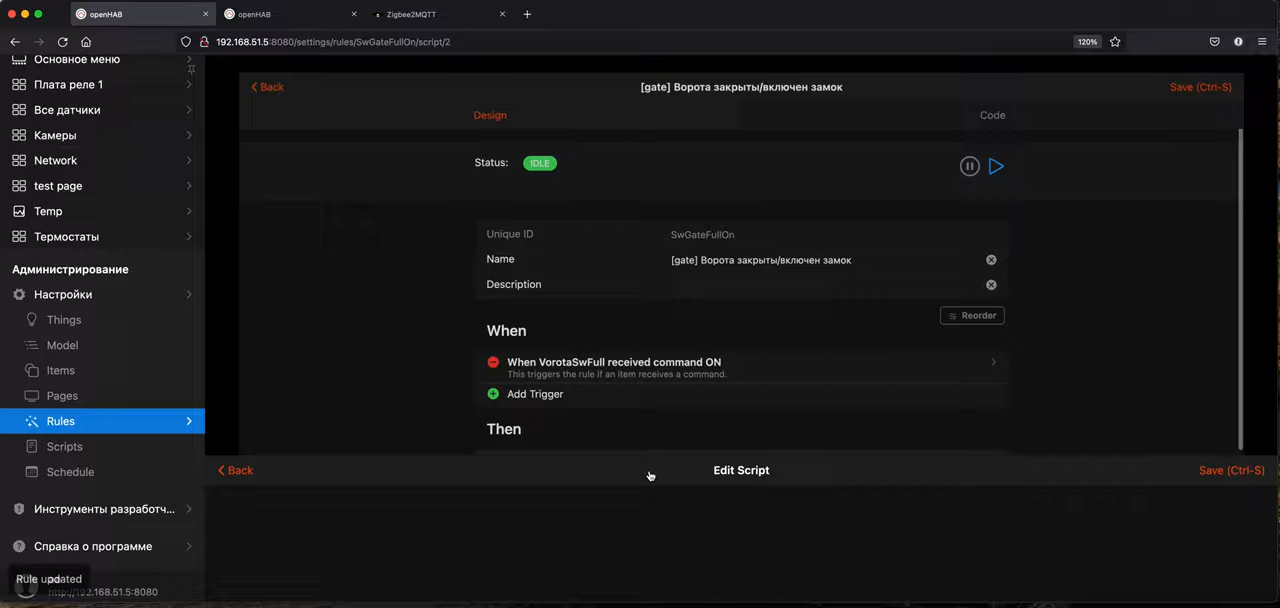 openHAB
openHAB
Zigbee2MQTT
192.168.51.5:8080/settings/rules/SwGateFullOn/script/2
120%
Основное меню
Плата реле 1
Все датчики
Камеры
Network
test page
Temp
Термостаты
Администрирование
Настройки
Things
Model
Items
Pages
Rules
Scripts
Schedule
Инструменты разработч...
Справка о программе
Rule updated
http://192.168.51.5:8080
Back
[gate] Ворота закрыты/включен замок
Save (Ctrl-S)
Design
Code
Status:
IDLE
Unique ID
SwGateFullOn
Name
[gate] Ворота закрыты/включен замок
Description
Reorder
When
When VorotaSwFull received command ON
This triggers the rule if an item receives a command.
Add Trigger
Then
Back
Edit Script
Save (Ctrl-S)